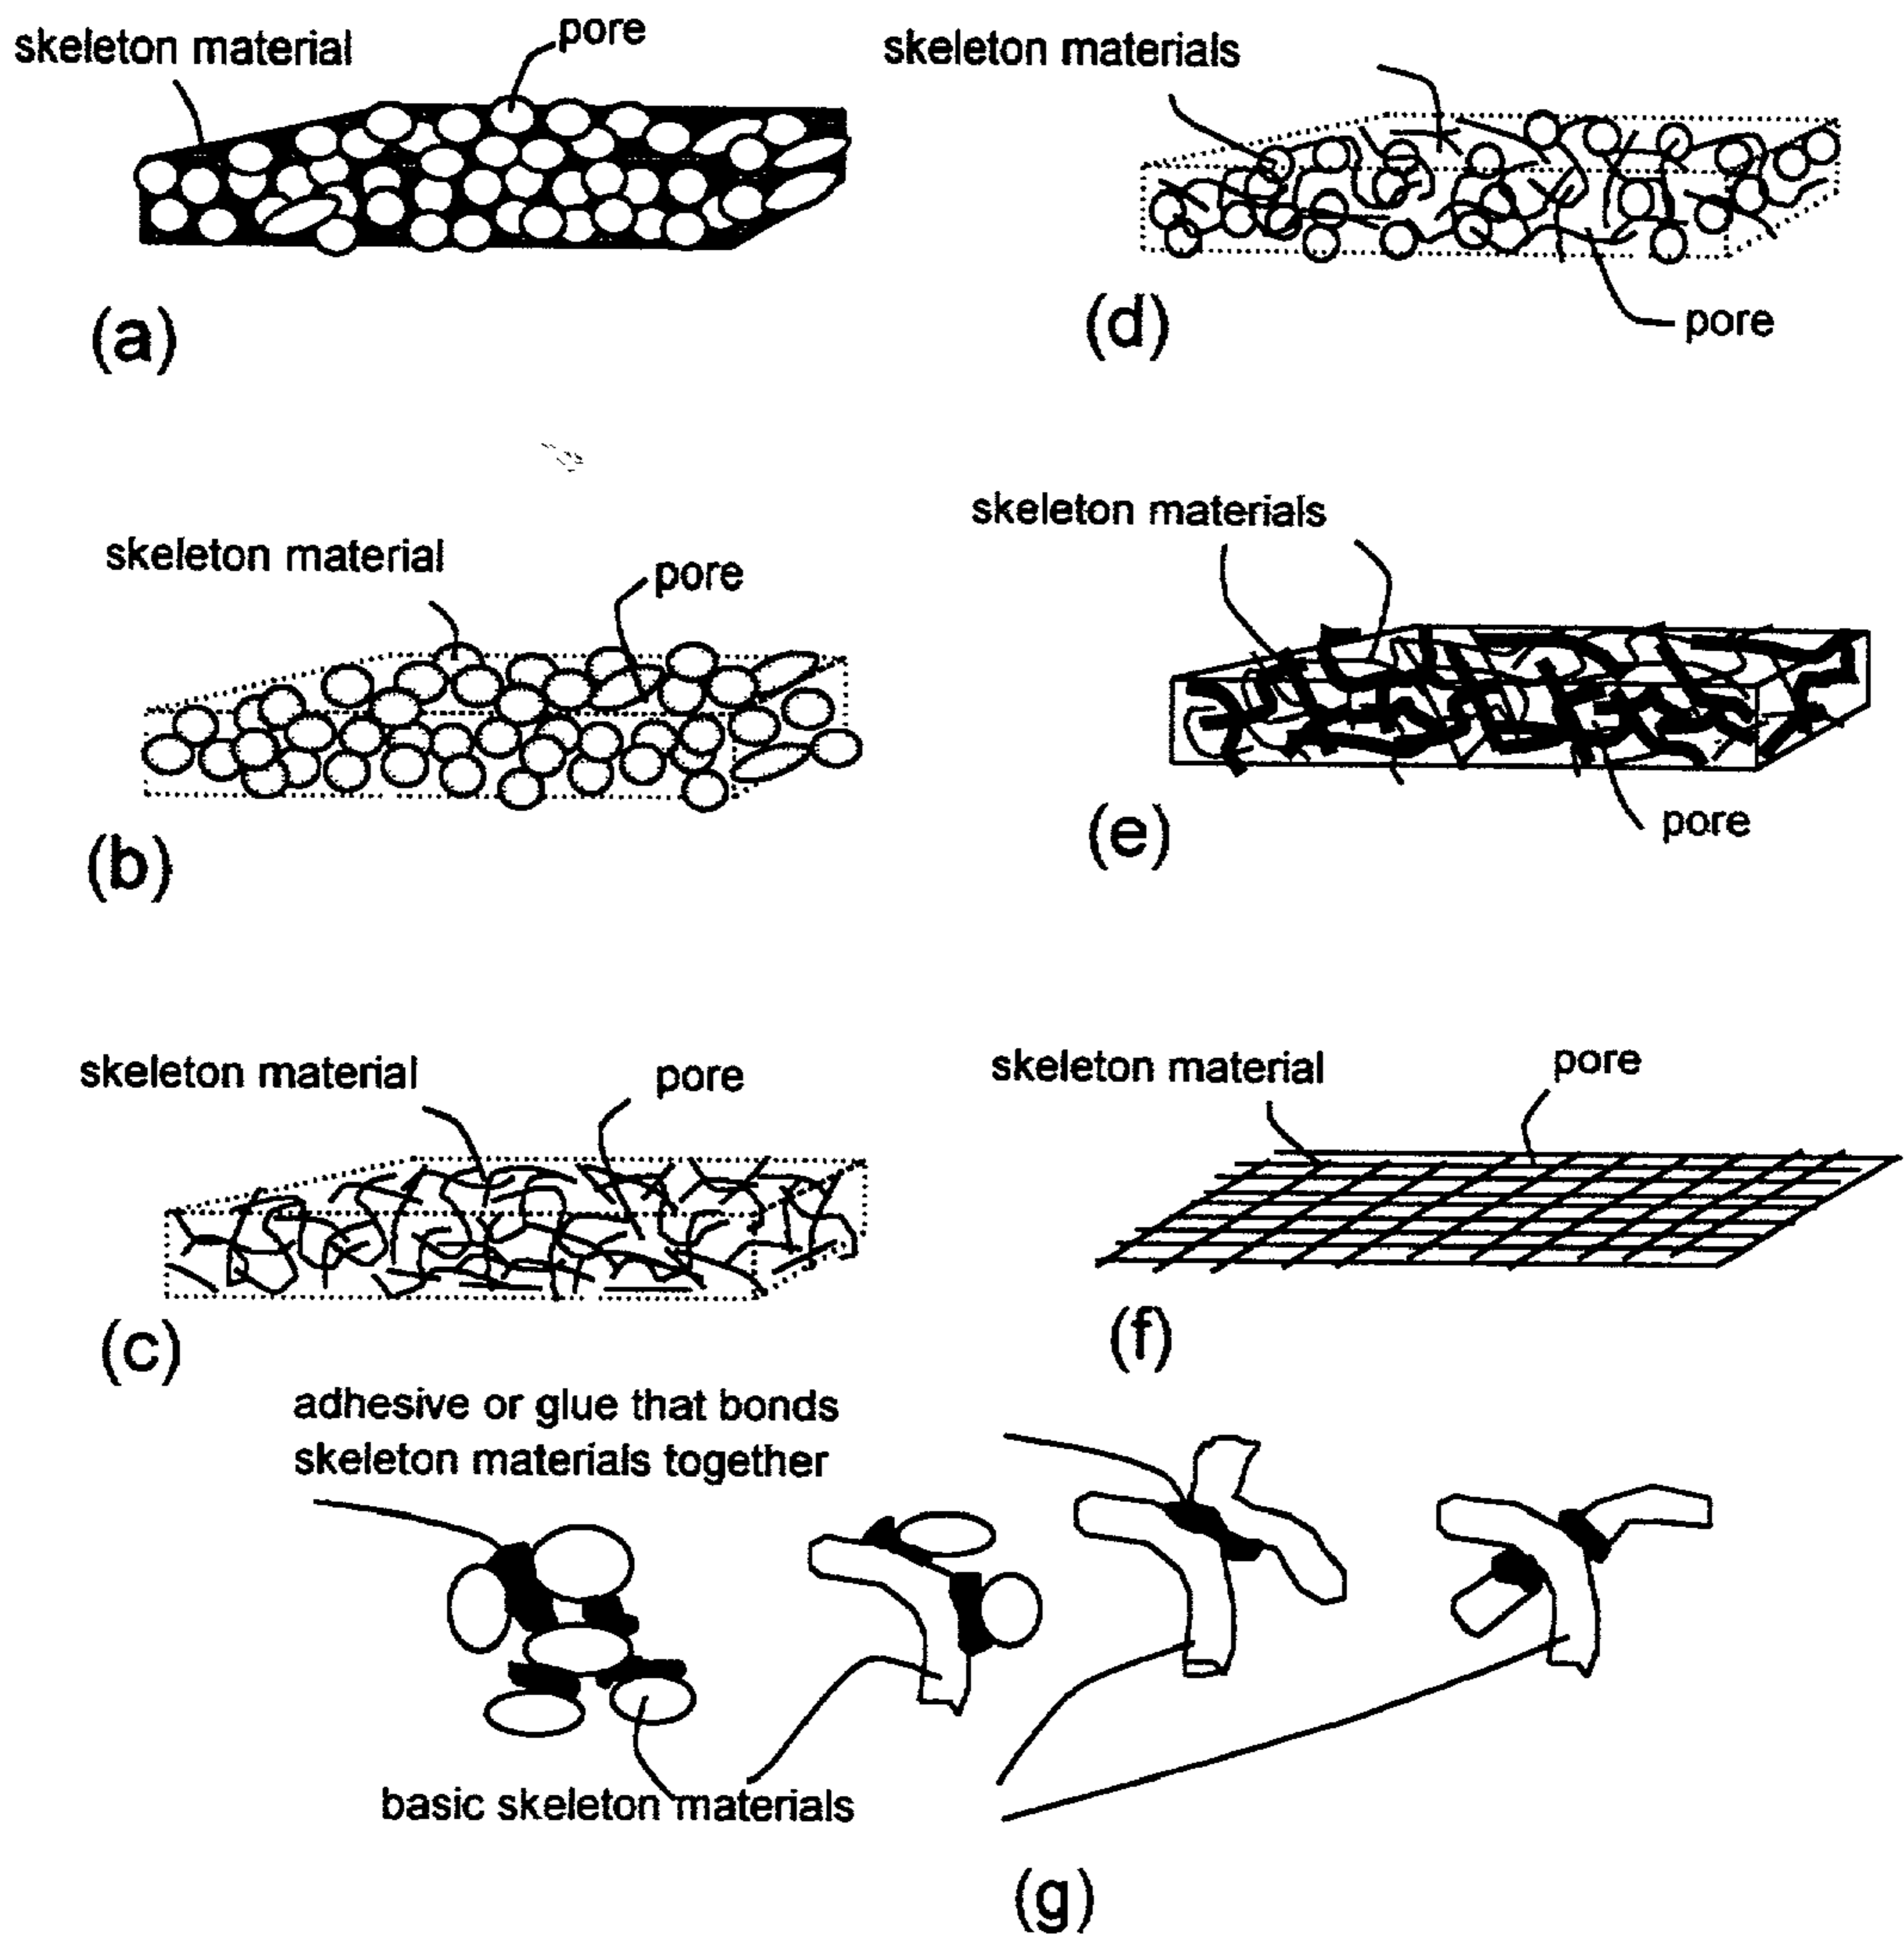 skeleton material
pore
(a)
skeleton materials
pore
(d)
skeleton material
pore
(b)
skeleton materials
pore
(e)
skeleton material
pore
(c)
skeleton material
pore
(f)
adhesive or glue that bonds
skeleton materials together
basic skeleton materials
(g)